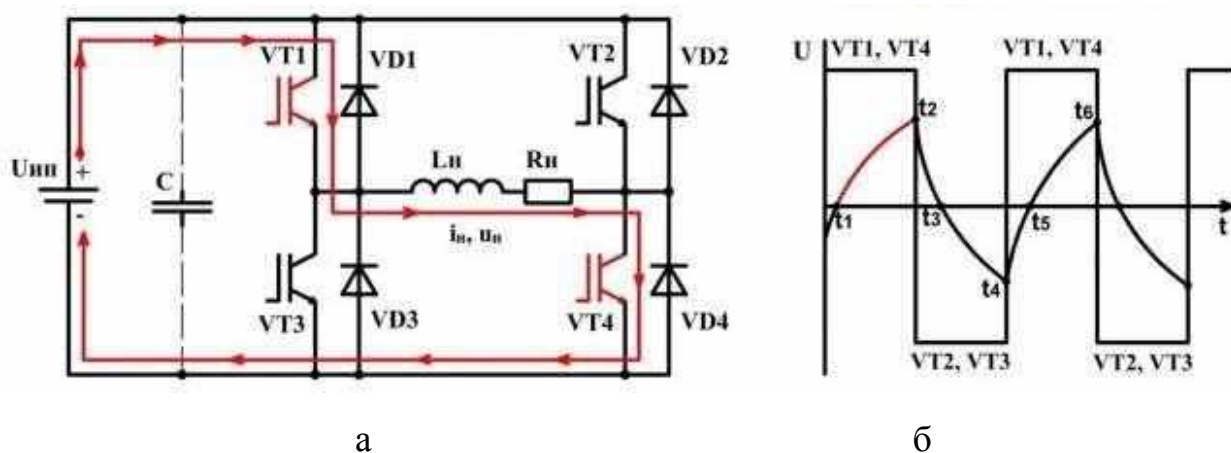 VT1
VD1
VT2
VD2
Uип
+
-
C
Lн
Rн
iн, uн
VT3
VD3
VT4
VD4
а
U
VT1, VT4
VT1, VT4
t2
t6
t1
t3
t5
t
t4
VT2, VT3
VT2, VT3
б